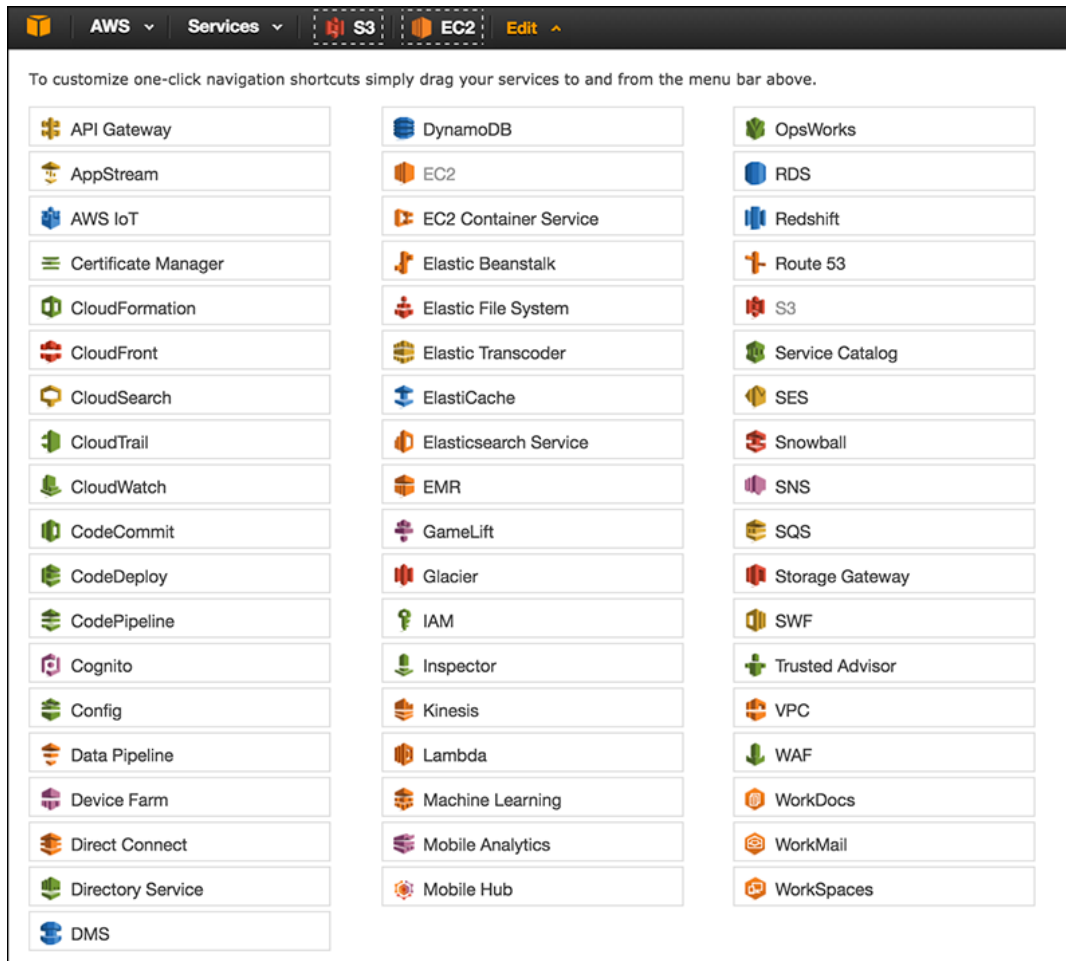 AWS Services S3 EC2 Edit
To customize one-click navigation shortcuts simply drag your services to and from the menu bar above.
API Gateway
AppStream
AWS IoT
Certificate Manager
CloudFormation
CloudFront
CloudSearch
CloudTrail
CloudWatch
CodeCommit
CodeDeploy
CodePipeline
Cognito
Config
Data Pipeline
Device Farm
Direct Connect
Directory Service
DMS
DynamoDB
EC2
EC2 Container Service
Elastic Beanstalk
Elastic File System
Elastic Transcoder
ElastiCache
Elasticsearch Service
EMR
GameLift
Glacier
IAM
Inspector
Kinesis
Lambda
Machine Learning
Mobile Analytics
Mobile Hub
OpsWorks
RDS
Redshift
Route 53
S3
Service Catalog
SES
Snowball
SNS
SQS
Storage Gateway
SWF
Trusted Advisor
VPC
WAF
WorkDocs
WorkMail
WorkSpaces